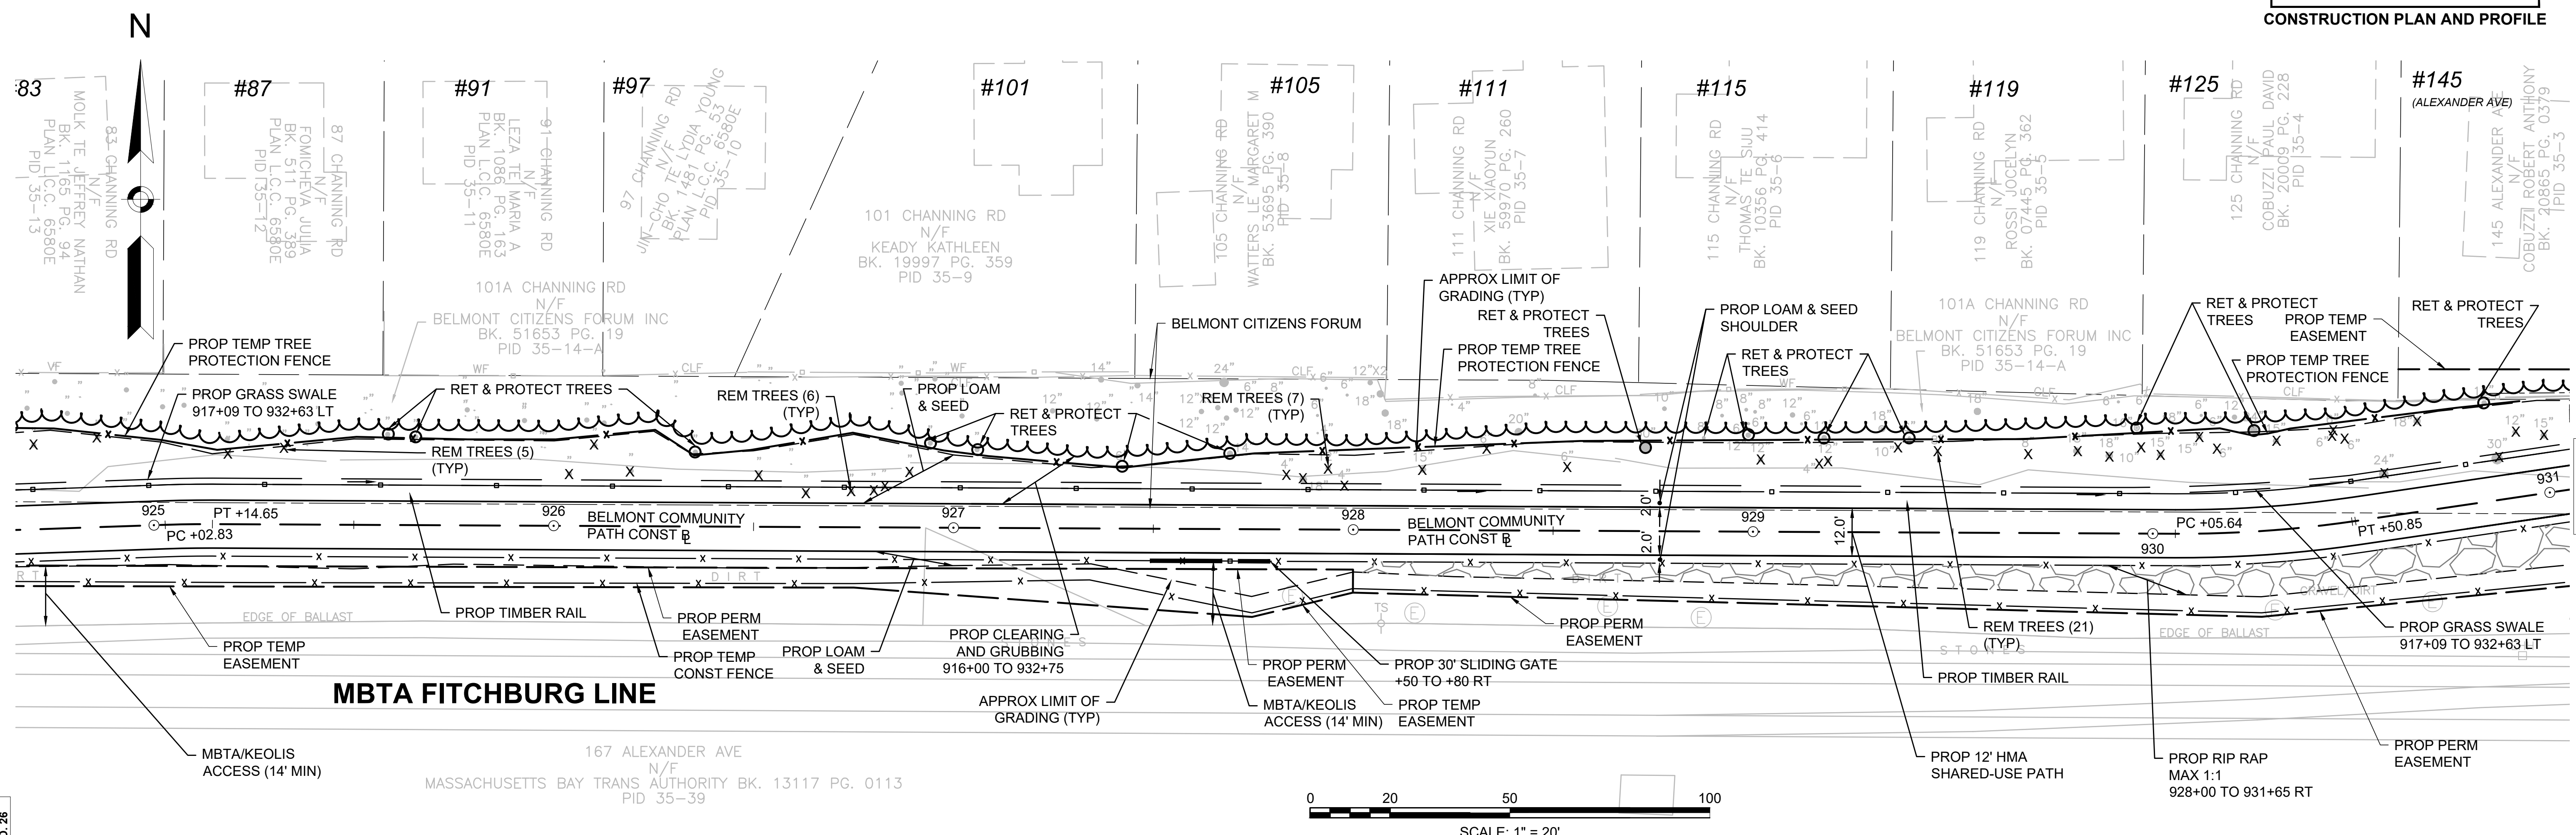 CONSTRUCTION PLAN AND PROFILE
N
#87
#91
#97
#101
#105
#111
#115
#119
#125
#145
(ALEXANDER AVE)
83 CHANNING RD
N/F
MOLK TE JEFFREY NATHAN
BK. 1165 PG. 94
PLAN L.C.C. 6580E
PID 35-13
87 CHANNING RD
N/F
FOMICHEVA JULIA
BK. 511 PG. 389
PLAN L.C.C. 6580E
PID 35-12
91 CHANNING RD
N/F
LEZA TE MARIA A
BK. 1086 PG. 163
PLAN L.C.C. 6580E
PID 35-11
97 CHANNING RD
N/F
JIN-CHO TE LYDIA YOUNG
BK. 1481 PG. 53
PLAN L.C.C. 6580E
PID 35-10
101 CHANNING RD
N/F
KEADY KATHLEEN
BK. 19997 PG. 359
PID 35-9
105 CHANNING RD
N/F
WATTERS LE MARGARET M
BK. 53695 PG. 390
PID 35-8
111 CHANNING RD
N/F
XIE XIAOYUN
BK. 59970 PG. 260
PID 35-7
115 CHANNING RD
N/F
THOMAS TE SIJU
BK. 10356 PG. 414
PID 35-6
119 CHANNING RD
N/F
ROSSI JOCELYN
BK. 07445 PG. 362
PID 35-5
125 CHANNING RD
N/F
COBUZZI PAUL DAVID
BK. 20009 PG. 228
PID 35-4
145 ALEXANDER AVE
N/F
COBUZZI ROBERT ANTHONY
BK. 20865 PG. 0379
PID 35-3
101A CHANNING RD
N/F
BELMONT CITIZENS FORUM INC
BK. 51653 PG. 19
PID 35-14-A
101A CHANNING RD
N/F
BELMONT CITIZENS FORUM INC
BK. 51653 PG. 19
PID 35-14-A
PROP TEMP TREE
PROTECTION FENCE
PROP GRASS SWALE
917+09 TO 932+63 LT
RET & PROTECT TREES
REM TREES (5)
(TYP)
REM TREES (6)
(TYP)
PROP LOAM
& SEED
RET & PROTECT
TREES
BELMONT CITIZENS FORUM
REM TREES (7)
(TYP)
APPROX LIMIT OF
GRADING (TYP)
RET & PROTECT
TREES
PROP TEMP TREE
PROTECTION FENCE
PROP LOAM & SEED
SHOULDER
RET & PROTECT
TREES
RET & PROTECT
TREES
PROP TEMP
EASEMENT
RET & PROTECT
TREES
PROP TEMP TREE
PROTECTION FENCE
VF
WF
CLF
WF
CLF
CLF
WF
CLF
CLF
925
PT +14.65
PC +02.83
926
BELMONT COMMUNITY
PATH CONST BL
927
928
BELMONT COMMUNITY
PATH CONST BL
2.0'
2.0'
929
12.0'
PC +05.64
930
PT +50.85
931
DIRT
GRAVEL/DIRT
EDGE OF BALLAST
EDGE OF BALLAST
STONES
TS
PROP TEMP
EASEMENT
PROP TIMBER RAIL
PROP PERM
EASEMENT
PROP TEMP
CONST FENCE
PROP LOAM
& SEED
PROP CLEARING
AND GRUBBING
916+00 TO 932+75
APPROX LIMIT OF
GRADING (TYP)
PROP PERM
EASEMENT
MBTA/KEOLIS
ACCESS (14' MIN)
PROP 30' SLIDING GATE
+50 TO +80 RT
PROP TEMP
EASEMENT
PROP PERM
EASEMENT
REM TREES (21)
(TYP)
PROP TIMBER RAIL
PROP GRASS SWALE
917+09 TO 932+63 LT
MBTA FITCHBURG LINE
MBTA/KEOLIS
ACCESS (14' MIN)
167 ALEXANDER AVE
N/F
MASSACHUSETTS BAY TRANS AUTHORITY BK. 13117 PG. 0113
PID 35-39
PROP 12' HMA
SHARED-USE PATH
PROP RIP RAP
MAX 1:1
928+00 TO 931+65 RT
PROP PERM
EASEMENT
0 20 50 100
SCALE: 1" = 20'